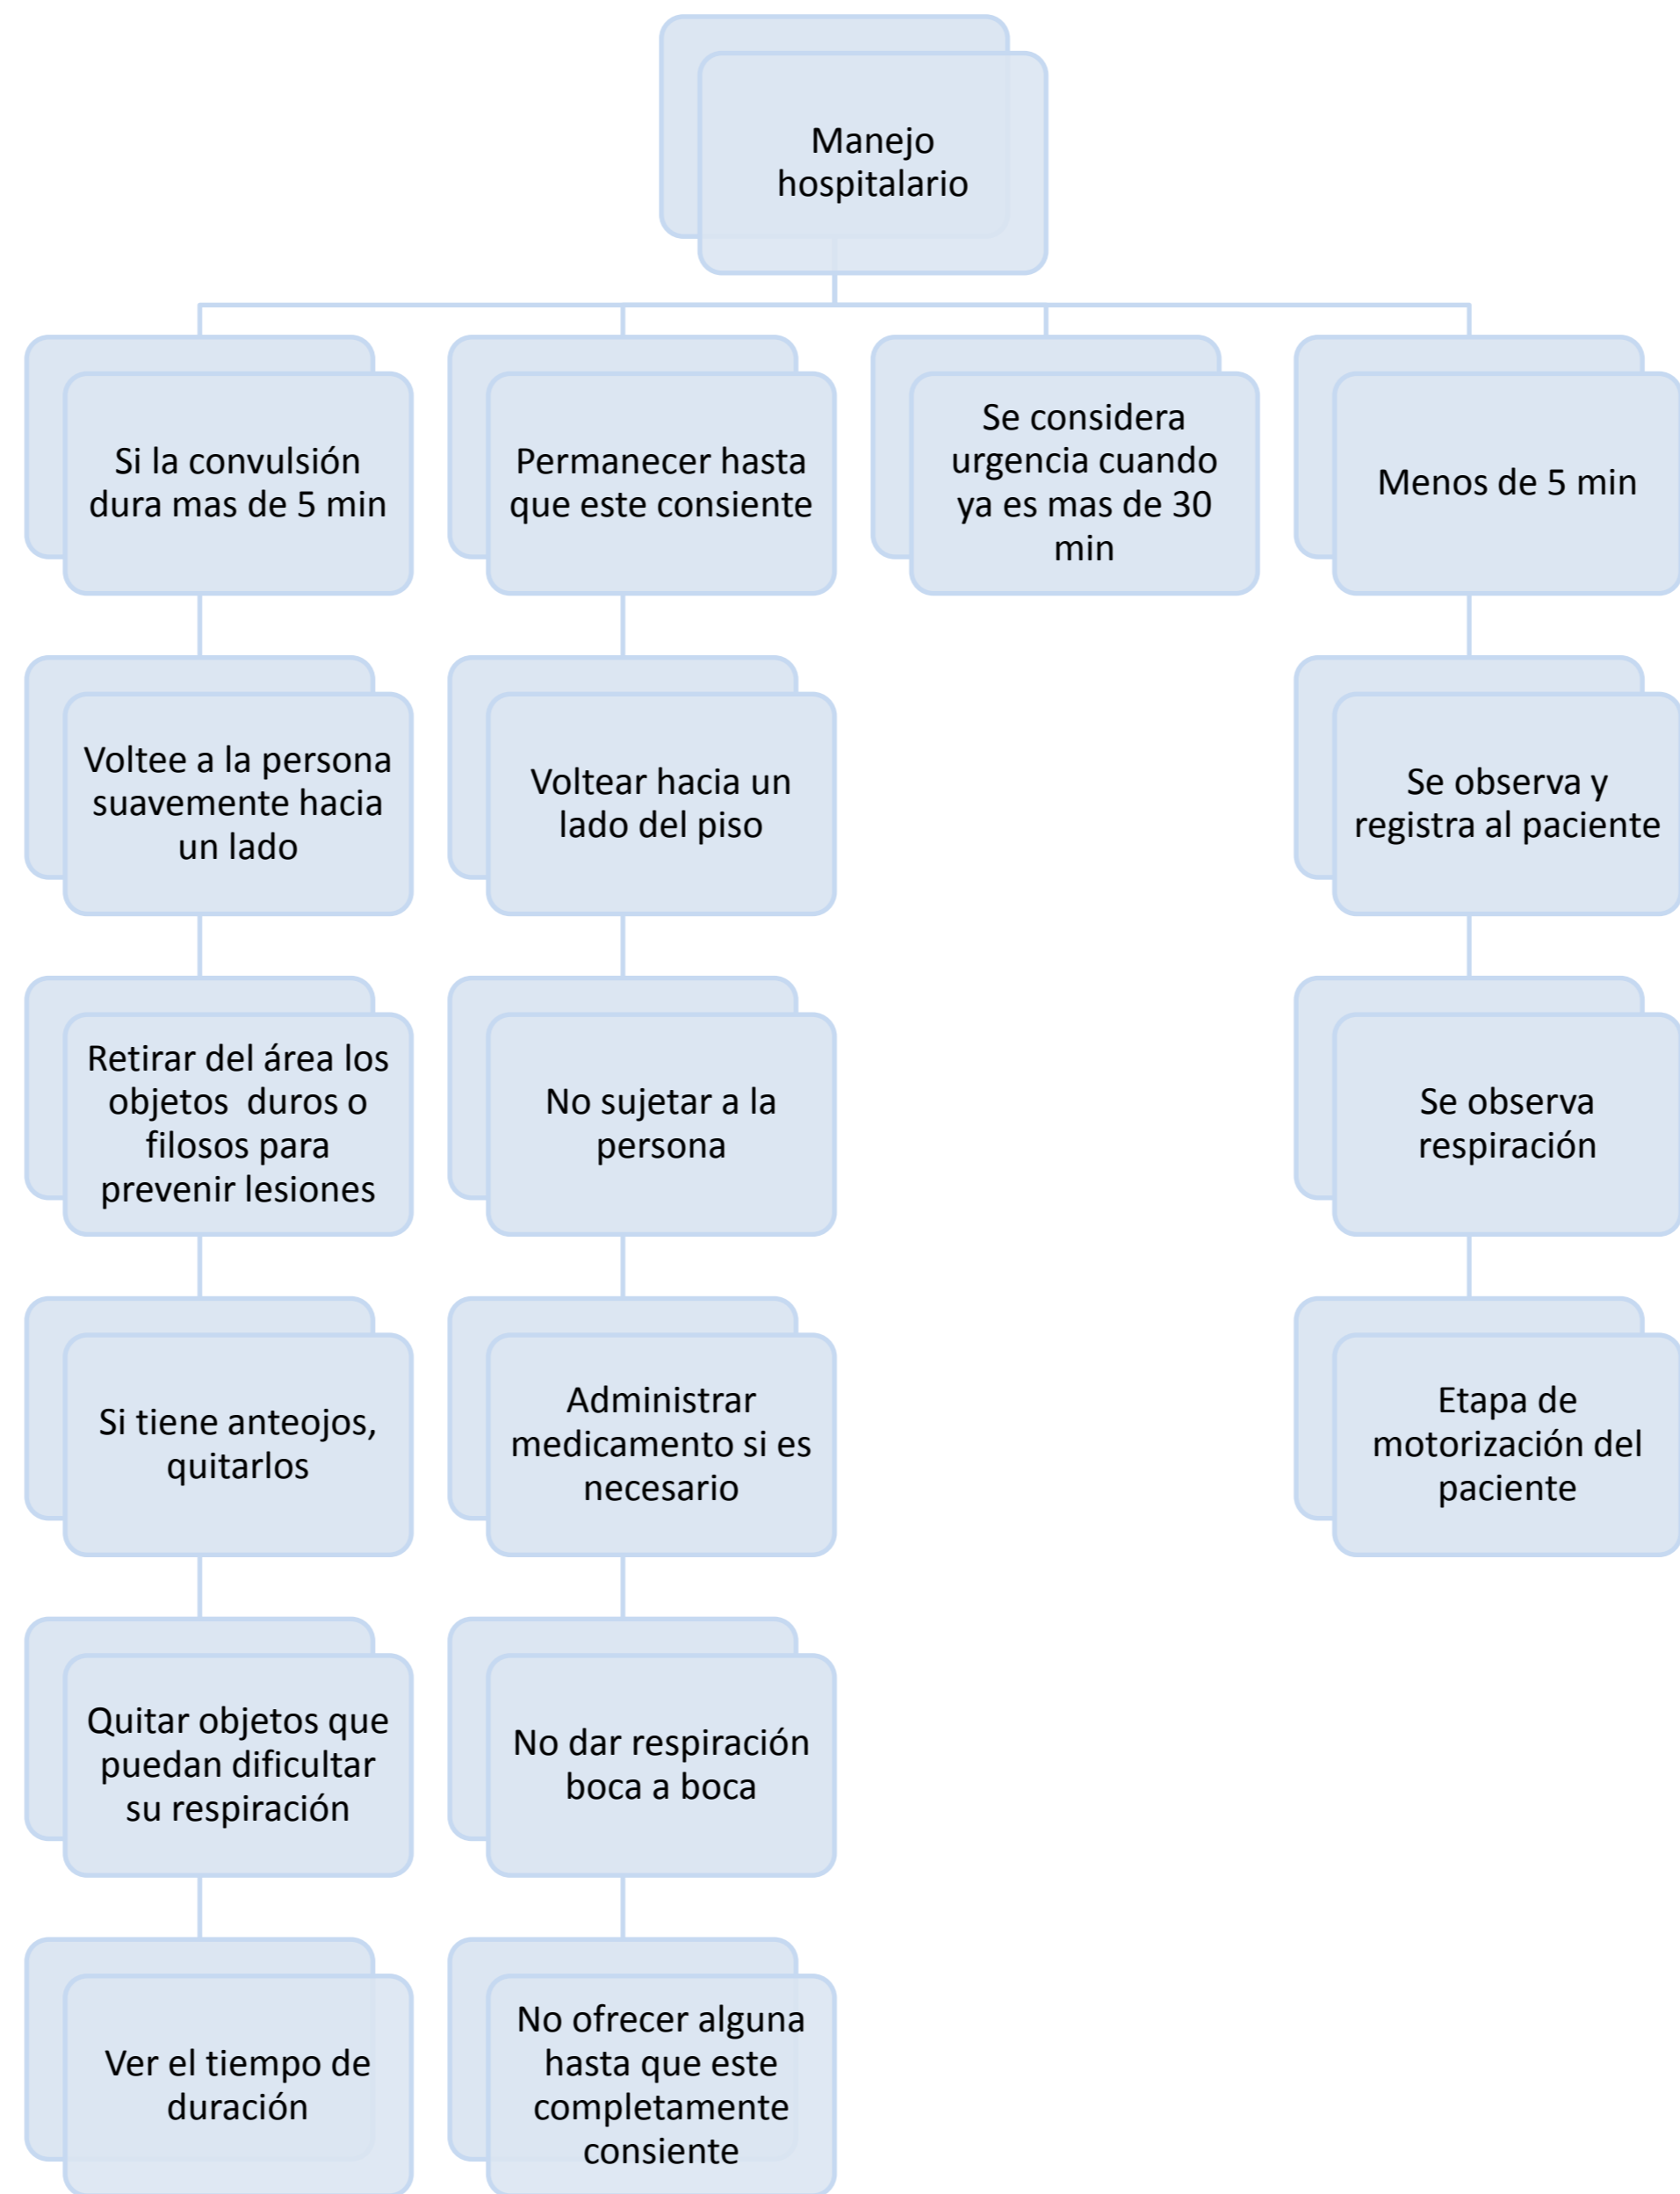 Manejo
hospitalario
Si la convulsión
dura mas de 5 min
Voltee a la persona
suavemente hacia
un lado
Retirar del área los
objetos duros o
filosos para
prevenir lesiones
Si tiene anteojos,
quitarlos
Quitar objetos que
puedan dificultar
su respiración
Ver el tiempo de
duración
Permanecer hasta
que este consiente
Voltear hacia un
lado del piso
No sujetar a la
persona
Administrar
medicamento si es
necesario
No dar respiración
boca a boca
No ofrecer alguna
hasta que este
completamente
consiente
Se considera
urgencia cuando
ya es mas de 30
min
Menos de 5 min
Se observa y
registra al paciente
Se observa
respiración
Etapa de
motorización del
paciente